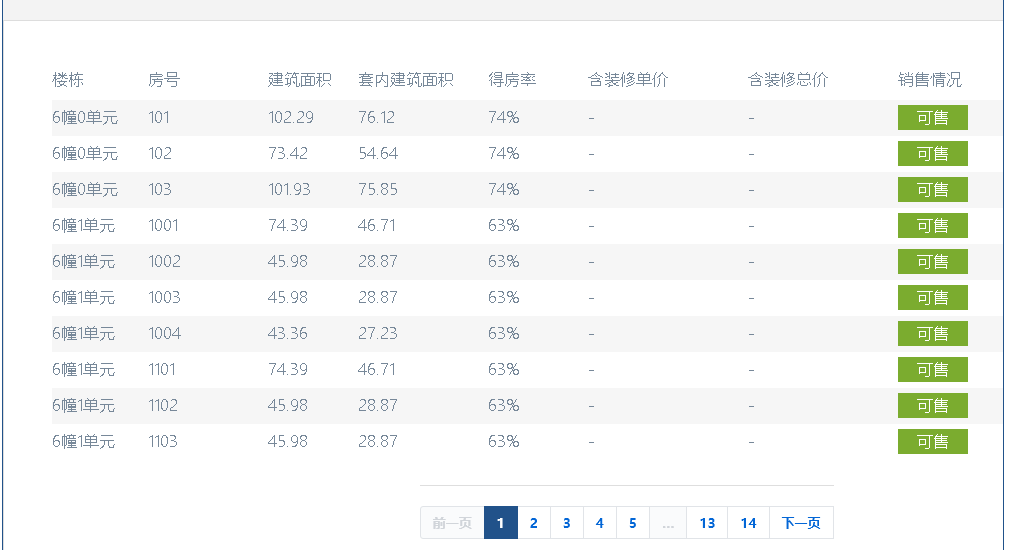 楼栋 房号 建筑面积 套内建筑面积 得房率 含装修单价 含装修总价 销售情况
6幢0单元 101 102.29 76.12 74% - - 可售
6幢0单元 102 73.42 54.64 74% - - 可售
6幢0单元 103 101.93 75.85 74% - - 可售
6幢1单元 1001 74.39 46.71 63% - - 可售
6幢1单元 1002 45.98 28.87 63% - - 可售
6幢1单元 1003 45.98 28.87 63% - - 可售
6幢1单元 1004 43.36 27.23 63% - - 可售
6幢1单元 1101 74.39 46.71 63% - - 可售
6幢1单元 1102 45.98 28.87 63% - - 可售
6幢1单元 1103 45.98 28.87 63% - - 可售
前一页 1 2 3 4 5 ... 13 14 下一页